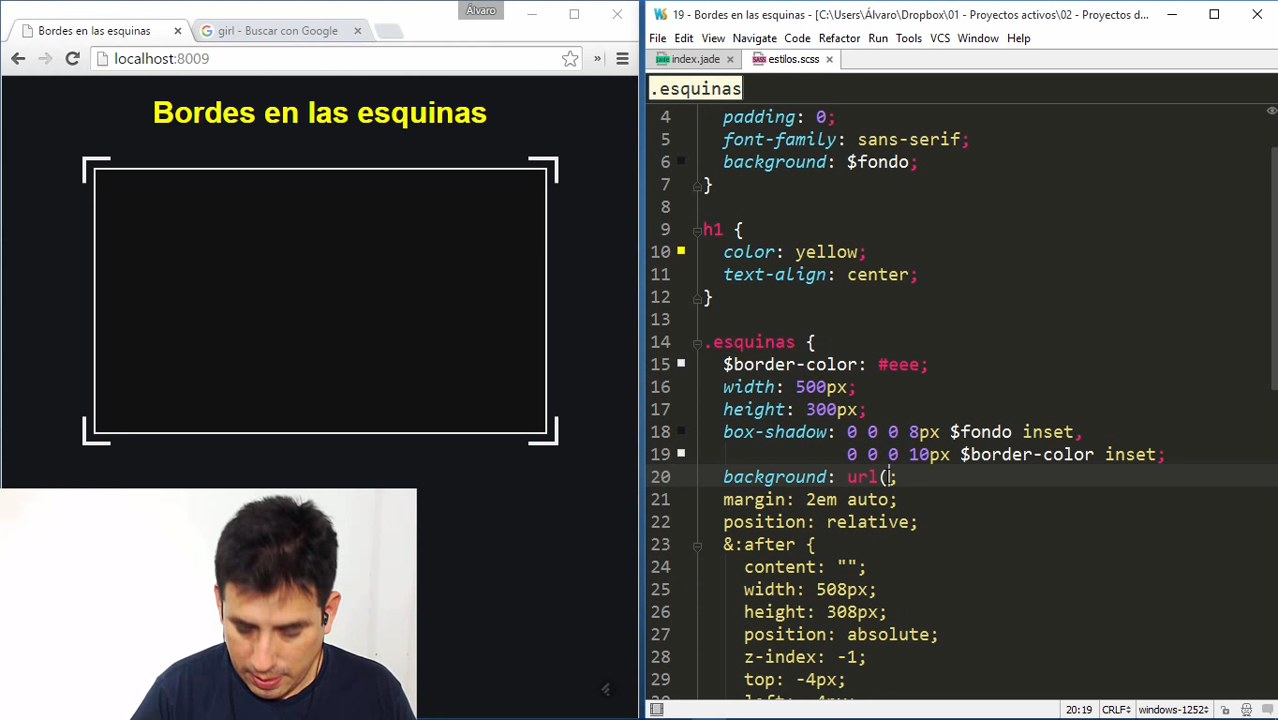 Álvaro
Bordes en las esquinas
girl - Buscar con Google
localhost:8009
»
Bordes en las esquinas
19 - Bordes en las esquinas - [C:\Users\Álvaro\Dropbox\01 - Proyectos activos\02 - Proyectos d...
File Edit View Navigate Code Refactor Run Tools VCS Window Help
index.jade
estilos.scss
.esquinas
4 padding: 0;
5 font-family: sans-serif;
6 background: $fondo;
7 }
8
9 h1 {
10 color: yellow;
11 text-align: center;
12 }
13
14 .esquinas {
15 $border-color: #eee;
16 width: 500px;
17 height: 300px;
18 box-shadow: 0 0 0 8px $fondo inset,
19 0 0 0 10px $border-color inset;
20 background: url(;
21 margin: 2em auto;
22 position: relative;
23 &:after {
24 content: "";
25 width: 508px;
26 height: 308px;
27 position: absolute;
28 z-index: -1;
29 top: -4px;
left: -4px;
20:19 CRLF÷ windows-1252÷